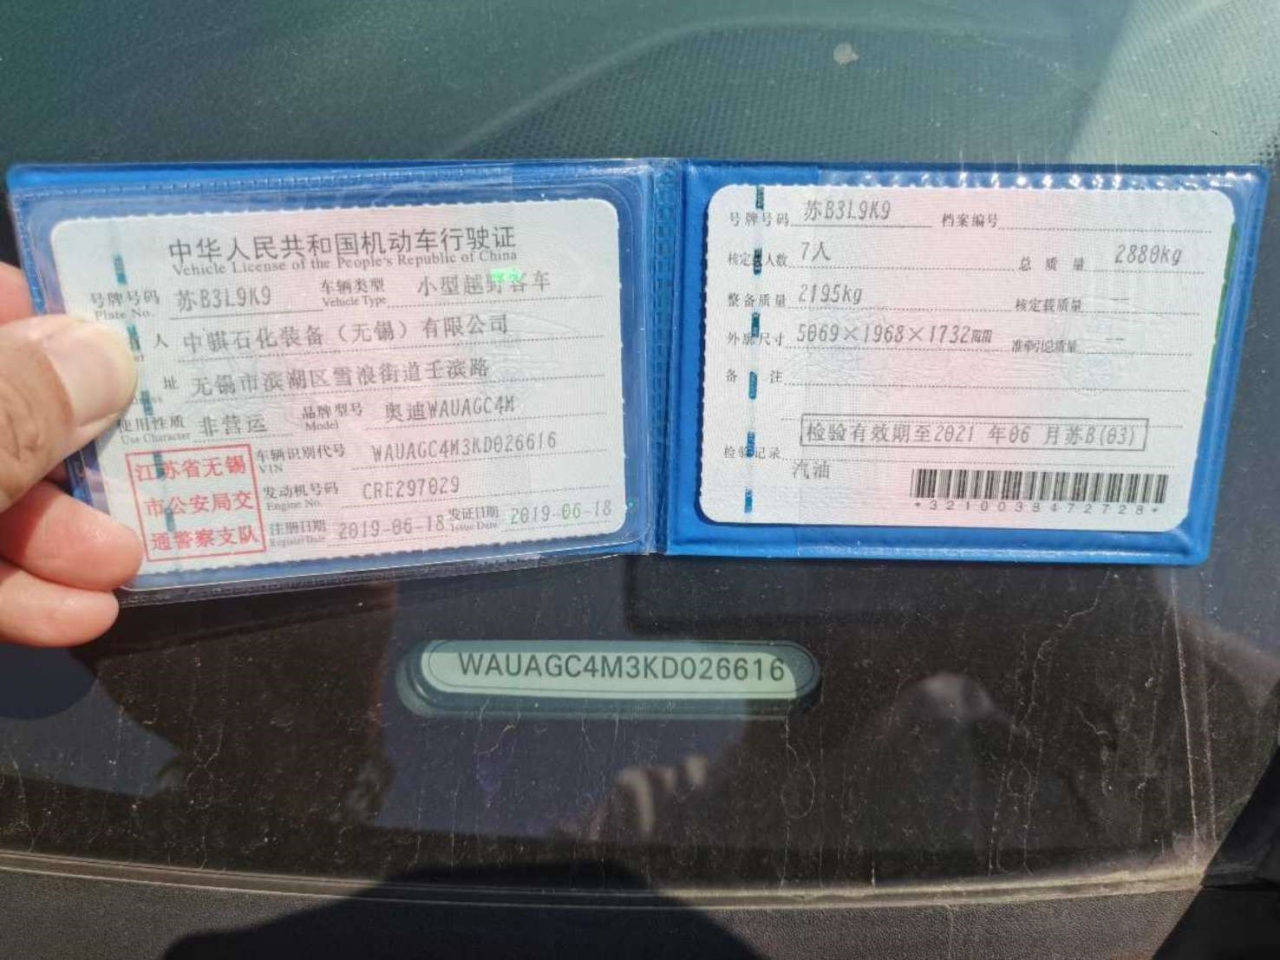 中华人民共和国机动车行驶证
Vehicle License of the People's Republic of China
号牌号码 苏B3L9K9 车辆类型 小型越野客车
Plate No. Vehicle Type
人 中骐石化装备（无锡）有限公司
址 无锡市滨湖区雪浪街道壬滨路
使用性质 非营运 品牌型号 奥迪WAUAGC4M
Use Character Model
车辆识别代号 WAUAGC4M3KD026616
VIN
发动机号码 CRE297029
Engine No.
注册日期 2019-06-18 发证日期 2019-06-18
Register Date Issue Date
江苏省无锡
市公安局交
通警察支队
号牌号码 苏B3L9K9 档案编号
核定人数 7人 总质量 2880kg
整备质量 2195kg 核定载质量 --
外廓尺寸 5069×1968×1732 准牵引总质量 --
备注
检验有效期至2021 年06 月苏B(03)
检验记录
汽油
*3210038472728*
WAUAGC4M3KD026616